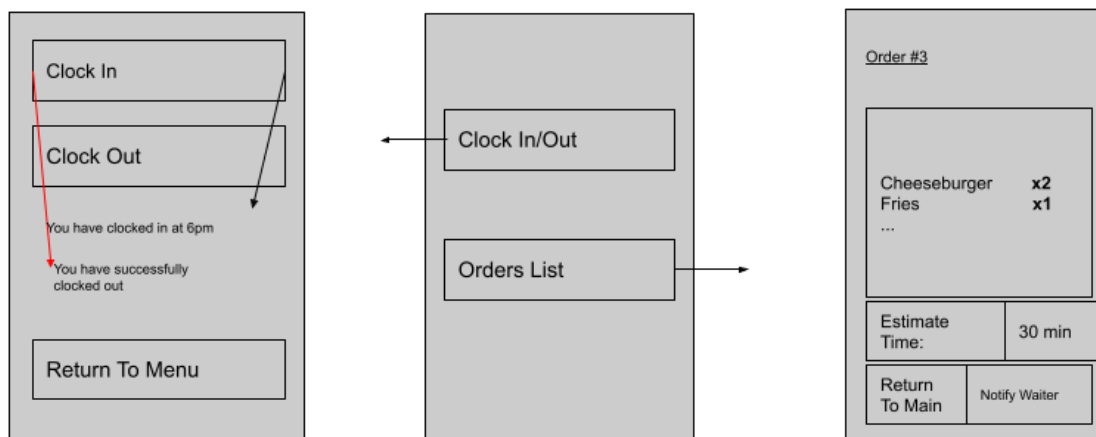 Clock In
Clock Out
You have clocked in at 6pm
You have successfully
clocked out
Return To Menu
Clock In/Out
Orders List
Order #3
Cheeseburger x2
Fries x1
...
Estimate
Time:
30 min
Return
To Main
Notify Waiter